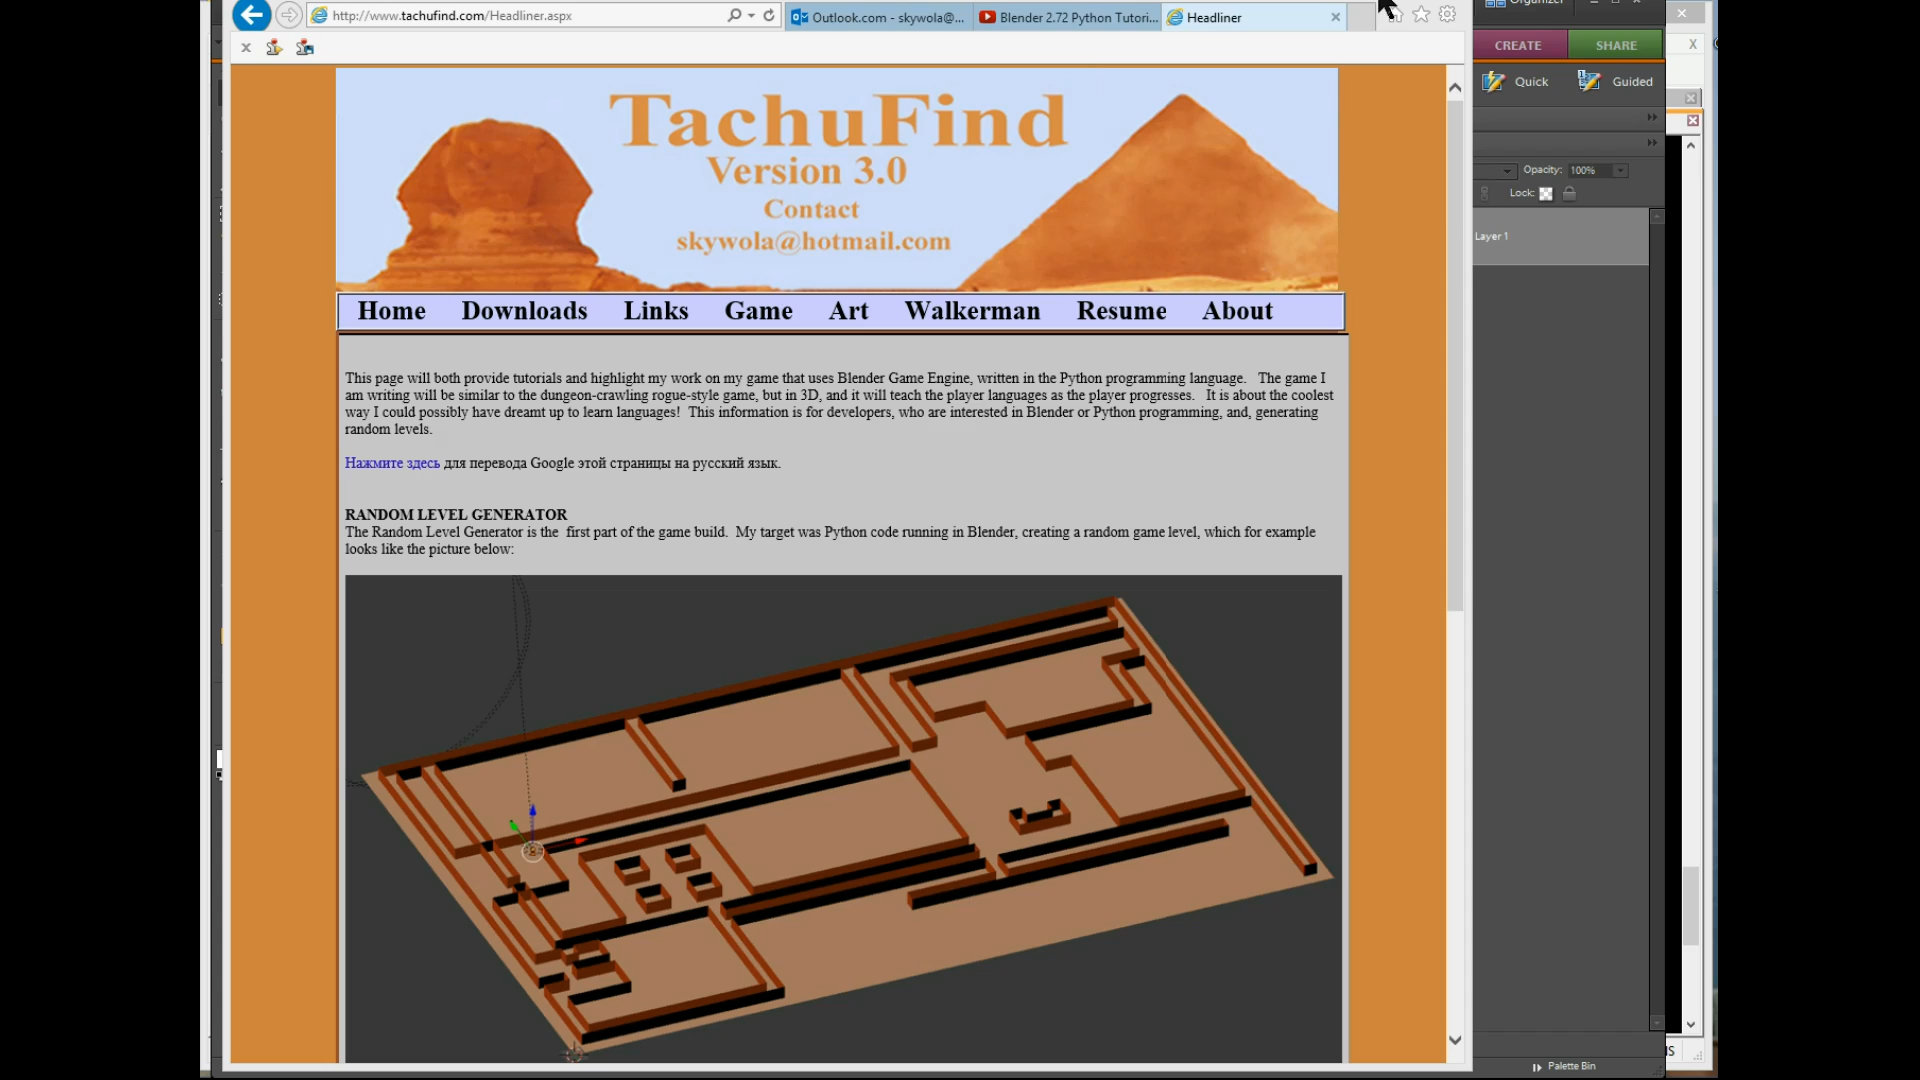 http://www.tachufind.com/Headliner.aspx
Outlook.com - skywola@...
Blender 2.72 Python Tutori...
Headliner
CREATE
SHARE
Quick
Guided
Opacity: 100%
Lock:
Layer 1
TachuFind
Version 3.0
Contact
skywola@hotmail.com
Home Downloads Links Game Art Walkerman Resume About
This page will both provide tutorials and highlight my work on my game that uses Blender Game Engine, written in the Python programming language. The game I
am writing will be similar to the dungeon-crawling rogue-style game, but in 3D, and it will teach the player languages as the player progresses. It is about the coolest
way I could possibly have dreamt up to learn languages! This information is for developers, who are interested in Blender or Python programming, and, generating
random levels.
Нажмите здесь для перевода Google этой страницы на русский язык.
RANDOM LEVEL GENERATOR
The Random Level Generator is the first part of the game build. My target was Python code running in Blender, creating a random game level, which for example
looks like the picture below:
Palette Bin